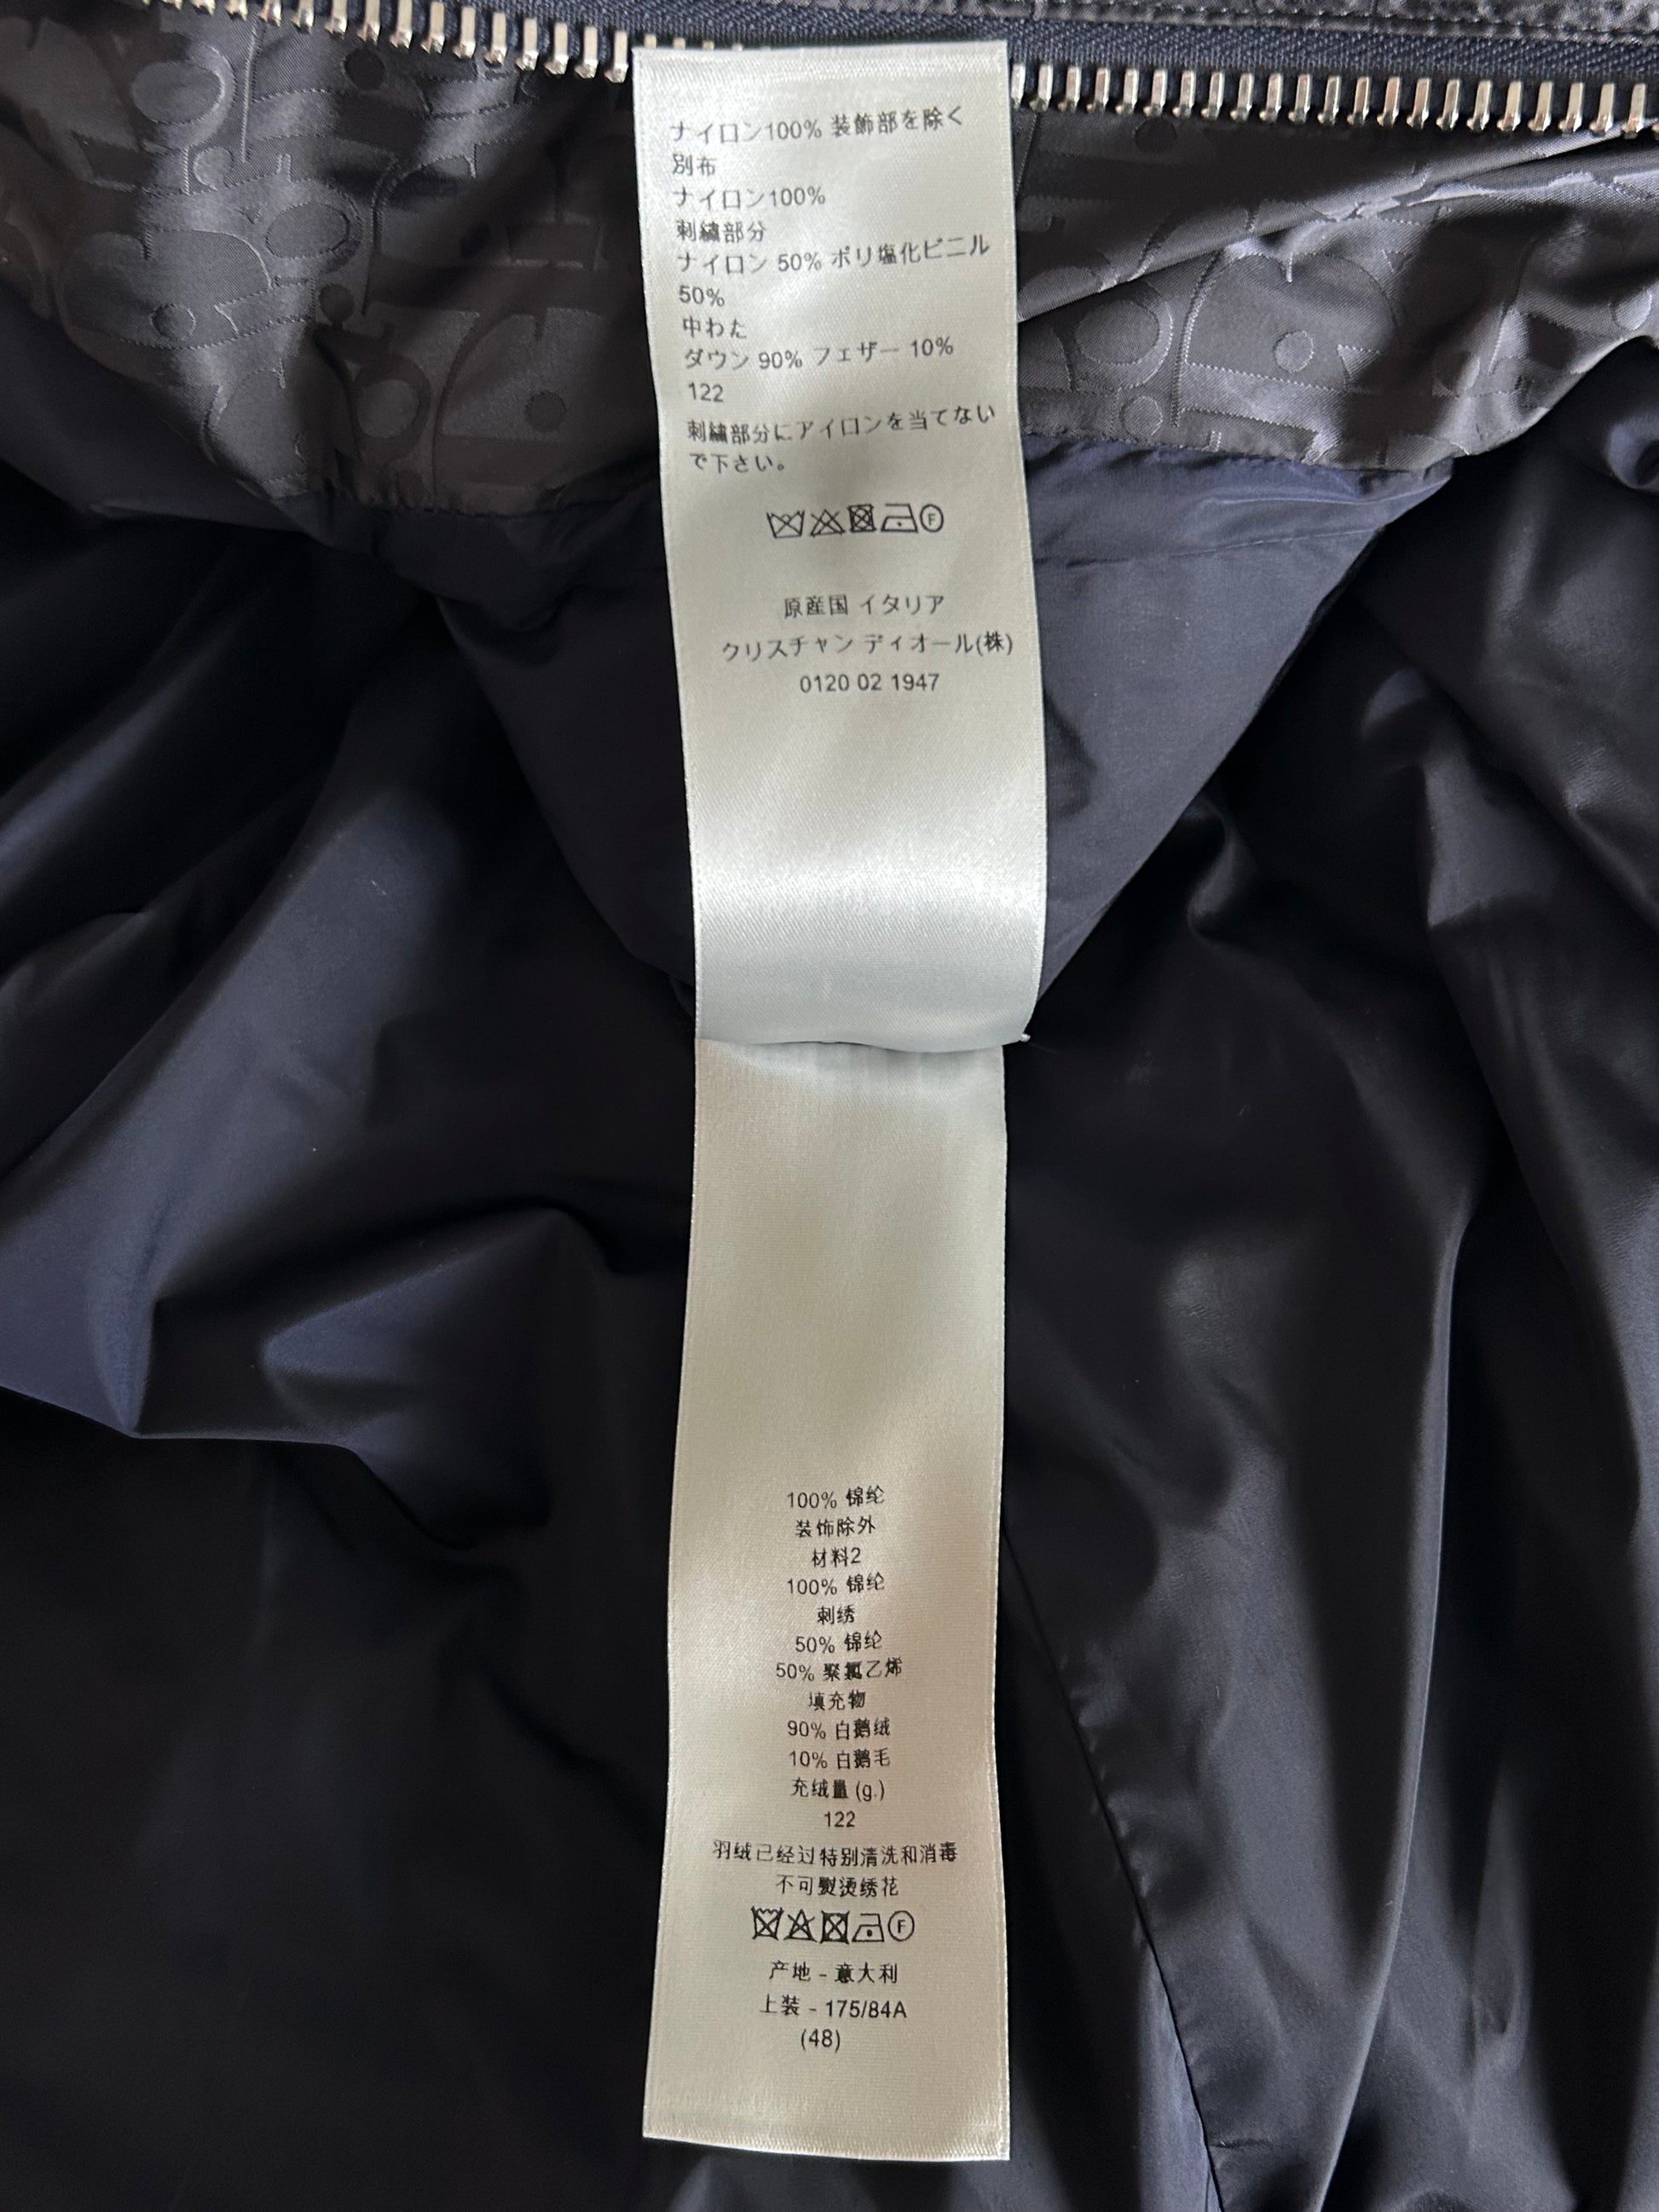 ナイロン100% 装飾部を除く
別布
ナイロン100%
刺繍部分
ナイロン 50% ポリ塩化ビニル
50%
中わた
ダウン 90% フェザー 10%
122
刺繍部分にアイロンを当てない
で下さい。
F
原産国 イタリア
クリスチャン ディオール(株)
0120 02 1947
100% 锦纶
装饰除外
材料2
100% 锦纶
刺绣
50% 锦纶
50% 聚氯乙烯
填充物
90% 白鹅绒
10% 白鹅毛
充绒量 (g.)
122
羽绒已经过特别清洗和消毒
不可熨烫绣花
F
产地 - 意大利
上装 - 175/84A
(48)